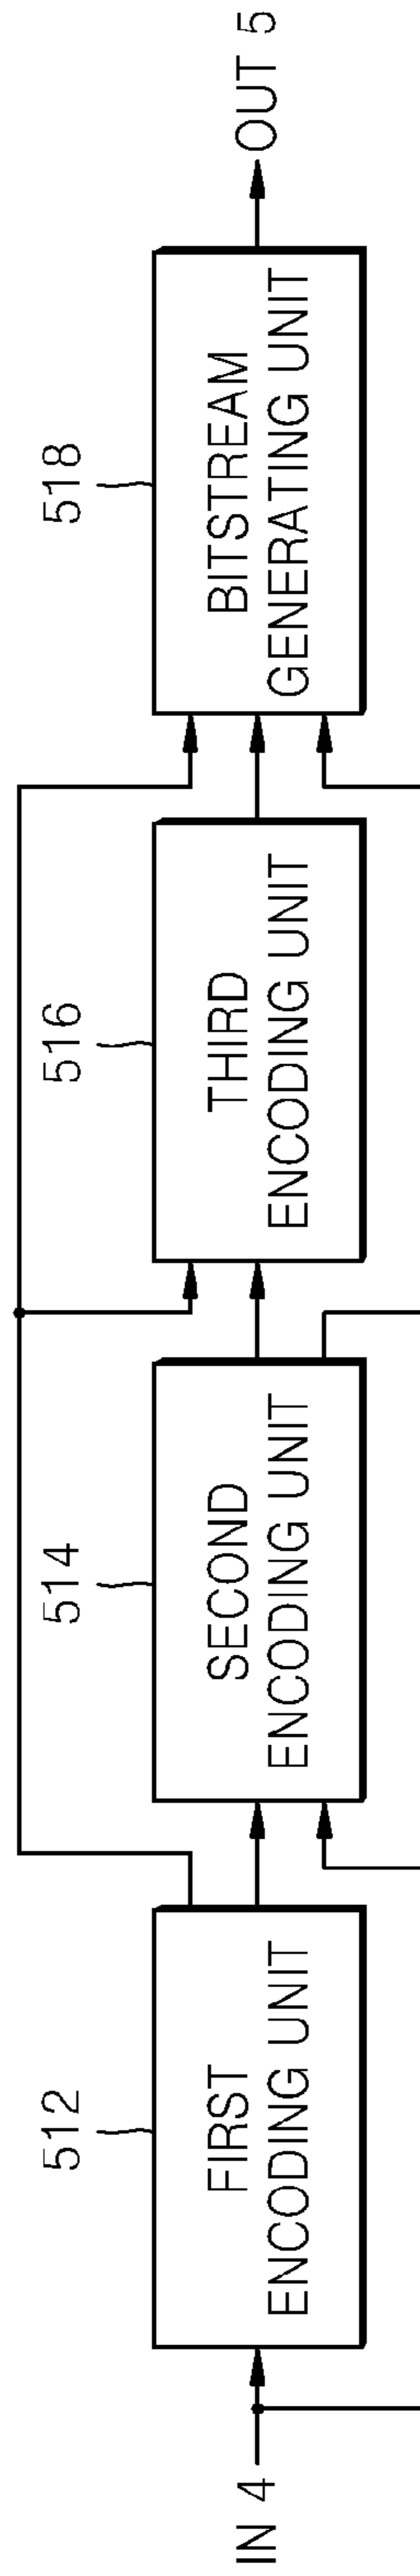 512
514
516
518
IN 4
FIRST
ENCODING UNIT
SECOND
ENCODING UNIT
THIRD
ENCODING UNIT
BITSTREAM
GENERATING UNIT
OUT 5